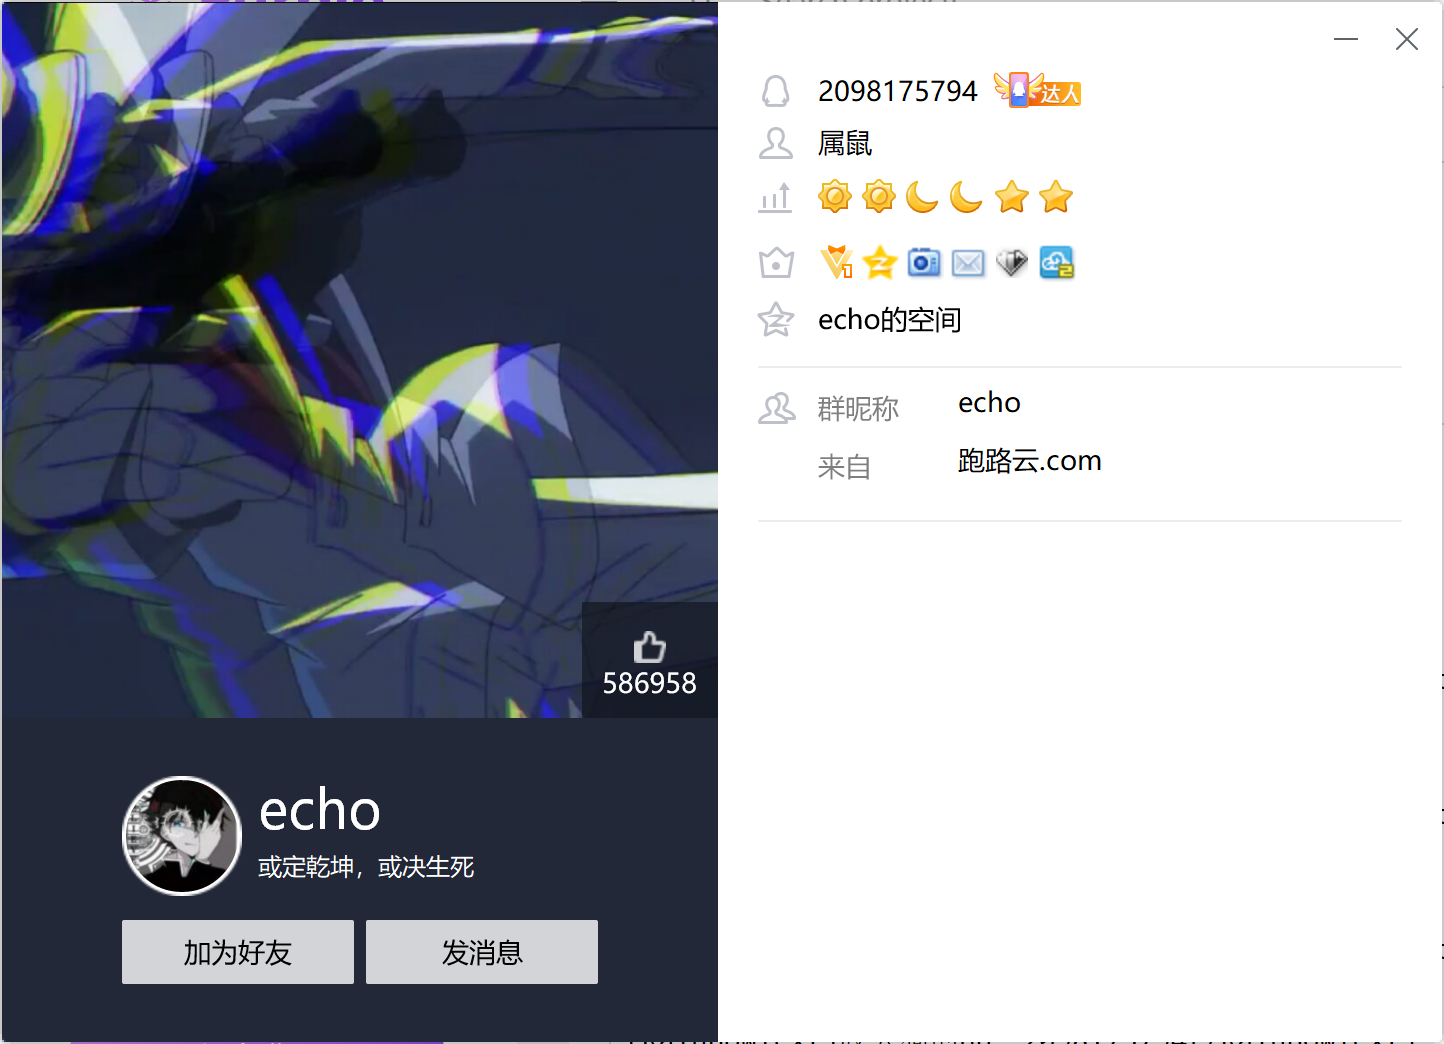 2098175794 达人
属鼠
echo的空间
群昵称 echo
来自 跑路云.com
586958
echo
或定乾坤，或决生死
加为好友 发消息